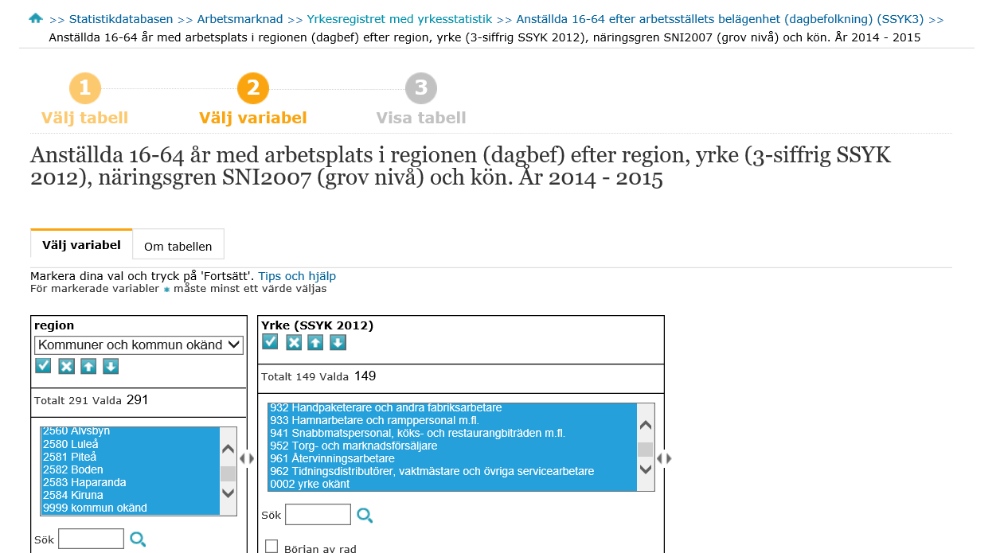 >> Statistikdatabasen >> Arbetsmarknad >> Yrkesregistret med yrkesstatistik >> Anställda 16-64 efter arbetsställets belägenhet (dagbefolkning) (SSYK3) >>
Anställda 16-64 år med arbetsplats i regionen (dagbef) efter region, yrke (3-siffrig SSYK 2012), näringsgren SNI2007 (grov nivå) och kön. År 2014 - 2015
1 2 3
Välj tabell Välj variabel Visa tabell
Anställda 16-64 år med arbetsplats i regionen (dagbef) efter region, yrke (3-siffrig SSYK
2012), näringsgren SNI2007 (grov nivå) och kön. År 2014 - 2015
Välj variabel Om tabellen
Markera dina val och tryck på 'Fortsätt'. Tips och hjälp
För markerade variabler * måste minst ett värde väljas
region
Kommuner och kommun okänd
Totalt 291 Valda 291
2560 Älvsbyn
2580 Luleå
2581 Piteå
2582 Boden
2583 Haparanda
2584 Kiruna
9999 kommun okänd
Sök
Yrke (SSYK 2012)
Totalt 149 Valda 149
932 Handpaketerare och andra fabriksarbetare
933 Hamnarbetare och ramppersonal m.fl.
941 Snabbmatspersonal, köks- och restaurangbiträden m.fl.
952 Torg- och marknadsförsäljare
961 Återvinningsarbetare
962 Tidningsdistributörer, vaktmästare och övriga servicearbetare
0002 yrke okänt
Sök
Början av rad